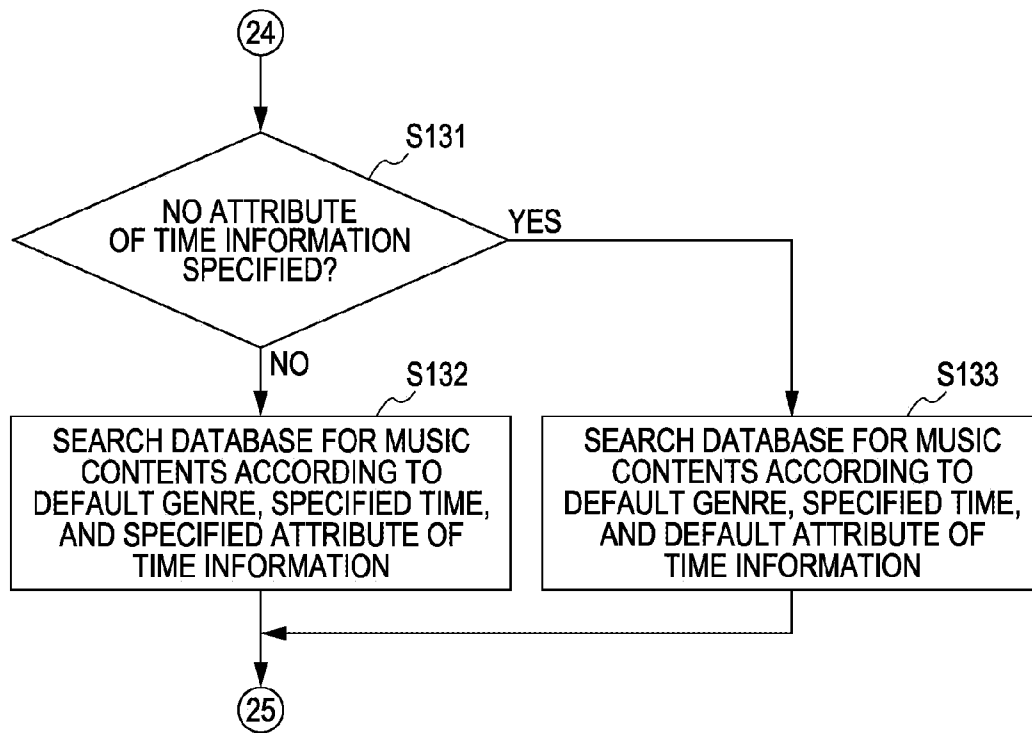 24
S131
NO ATTRIBUTE
OF TIME INFORMATION
SPECIFIED?
YES
NO
S132
SEARCH DATABASE FOR MUSIC
CONTENTS ACCORDING TO
DEFAULT GENRE, SPECIFIED TIME,
AND SPECIFIED ATTRIBUTE OF
TIME INFORMATION
S133
SEARCH DATABASE FOR MUSIC
CONTENTS ACCORDING TO
DEFAULT GENRE, SPECIFIED TIME,
AND DEFAULT ATTRIBUTE OF
TIME INFORMATION
25